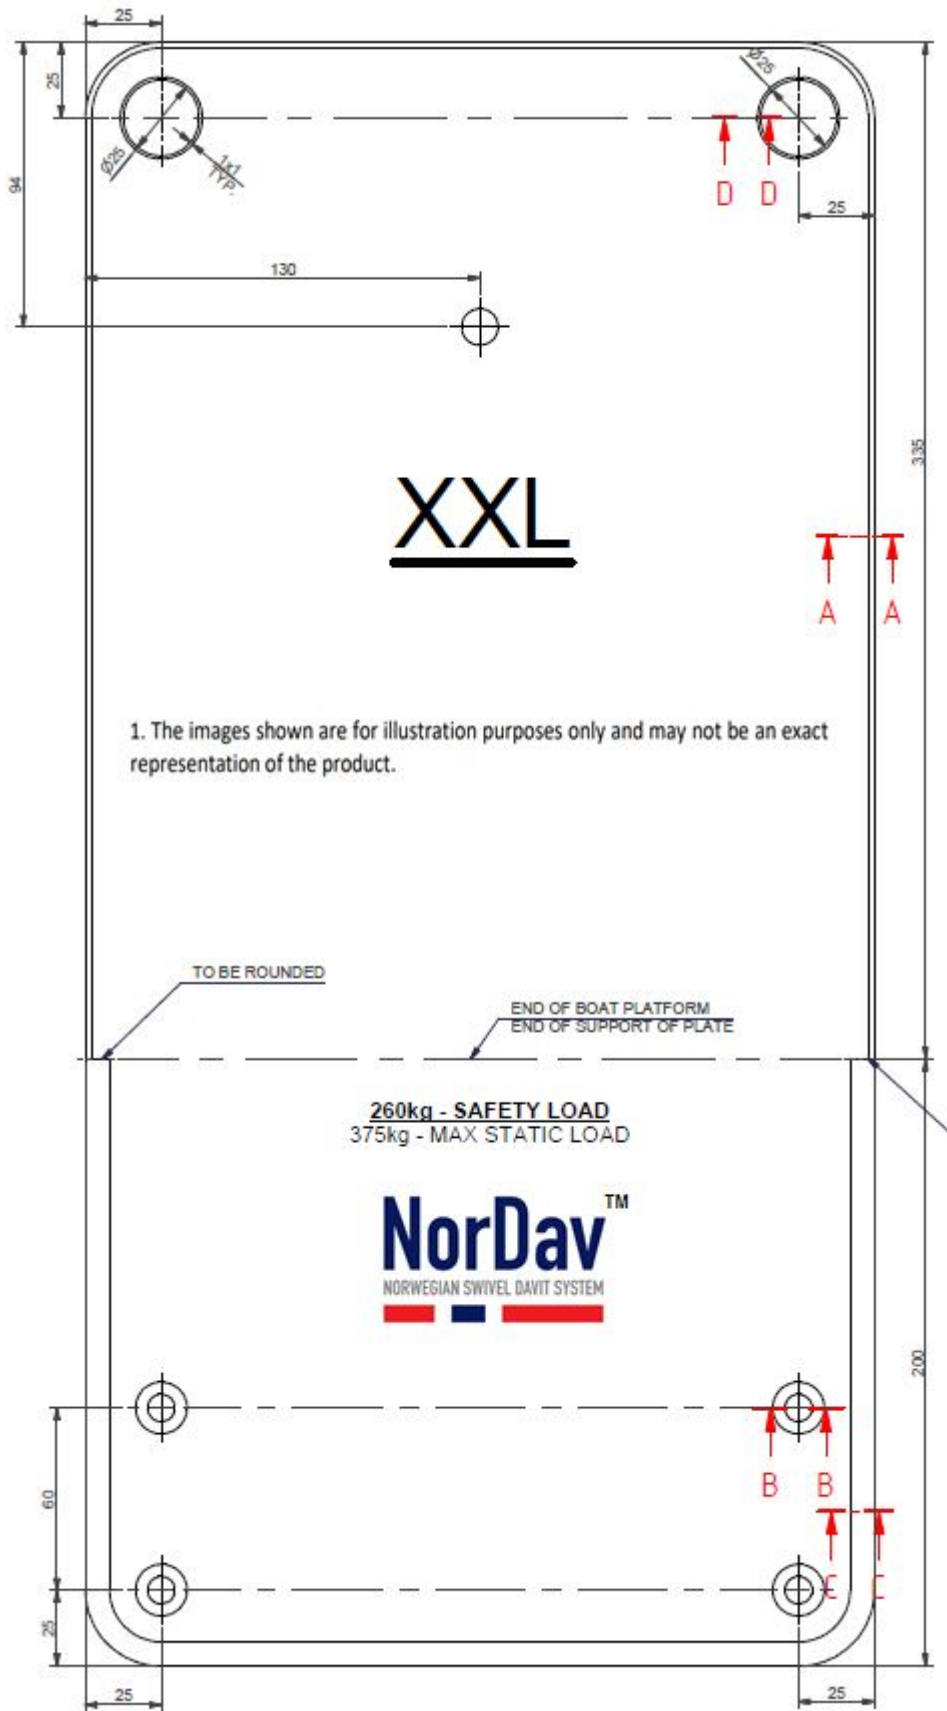 25
25
Ø25
Ø25
1x1
TYP.
94
D D
25
130
335
XXL
A A
1. The images shown are for illustration purposes only and may not be an exact
representation of the product.
TO BE ROUNDED
END OF BOAT PLATFORM
END OF SUPPORT OF PLATE
260kg - SAFETY LOAD
375kg - MAX STATIC LOAD
NorDav™
NORWEGIAN SWIVEL DAVIT SYSTEM
200
B B
60
C C
25
25
25